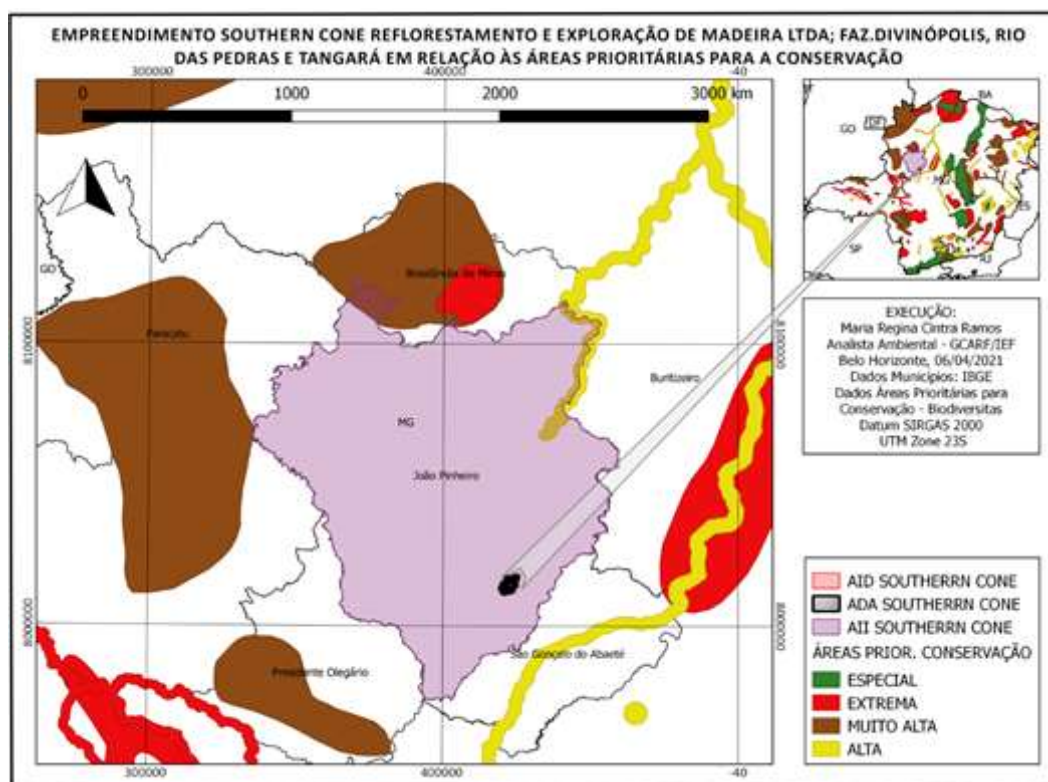 EMPREENDIMENTO SOUTHERN CONE REFLORESTAMENTO E EXPLORAÇÃO DE MADEIRA LTDA; FAZ.DIVINÓPOLIS, RIO
DAS PEDRAS E TANGARÁ EM RELAÇÃO ÀS ÁREAS PRIORITÁRIAS PARA A CONSERVAÇÃO
300000
400000
-40
0
1000
2000
3000 km
GO
Brasilândia de Minas
Paracatu
8100000
8100000
Buritizeiro
MG
João Pinheiro
8000000
8000000
São Gonçalo do Abaeté
Presidente Olegário
300000
400000
-40
BA
GO
DF
MG
ES
SP
RJ
EXECUÇÃO:
Maria Regina Cintra Ramos
Analista Ambiental - GCARF/IEF
Belo Horizonte, 06/04/2021
Dados Municípios: IBGE
Dados Áreas Prioritárias para
Conservação - Biodiversitas
Datum SIRGAS 2000
UTM Zone 23S
AID SOUTHERRN CONE
ADA SOUTHERRN CONE
AII SOUTHERRN CONE
ÁREAS PRIOR. CONSERVAÇÃO
ESPECIAL
EXTREMA
MUITO ALTA
ALTA